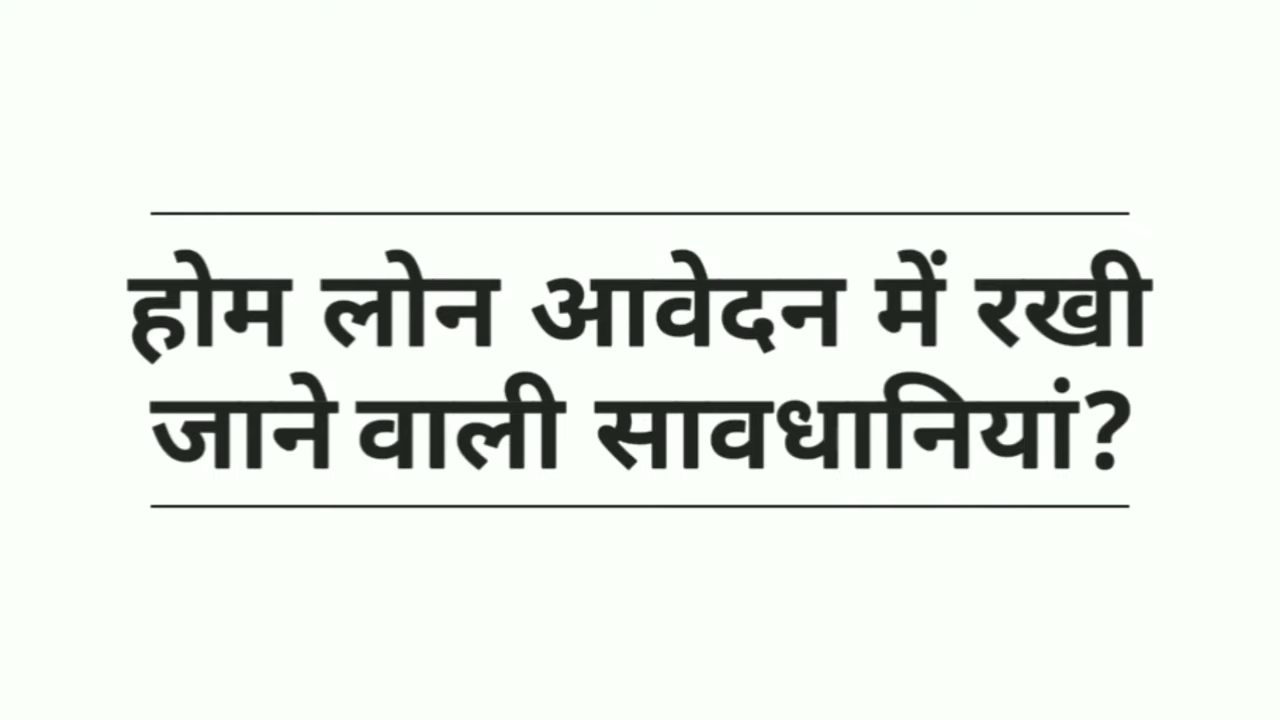 होम लोन आवेदन में रखी
जाने वाली सावधानियां?